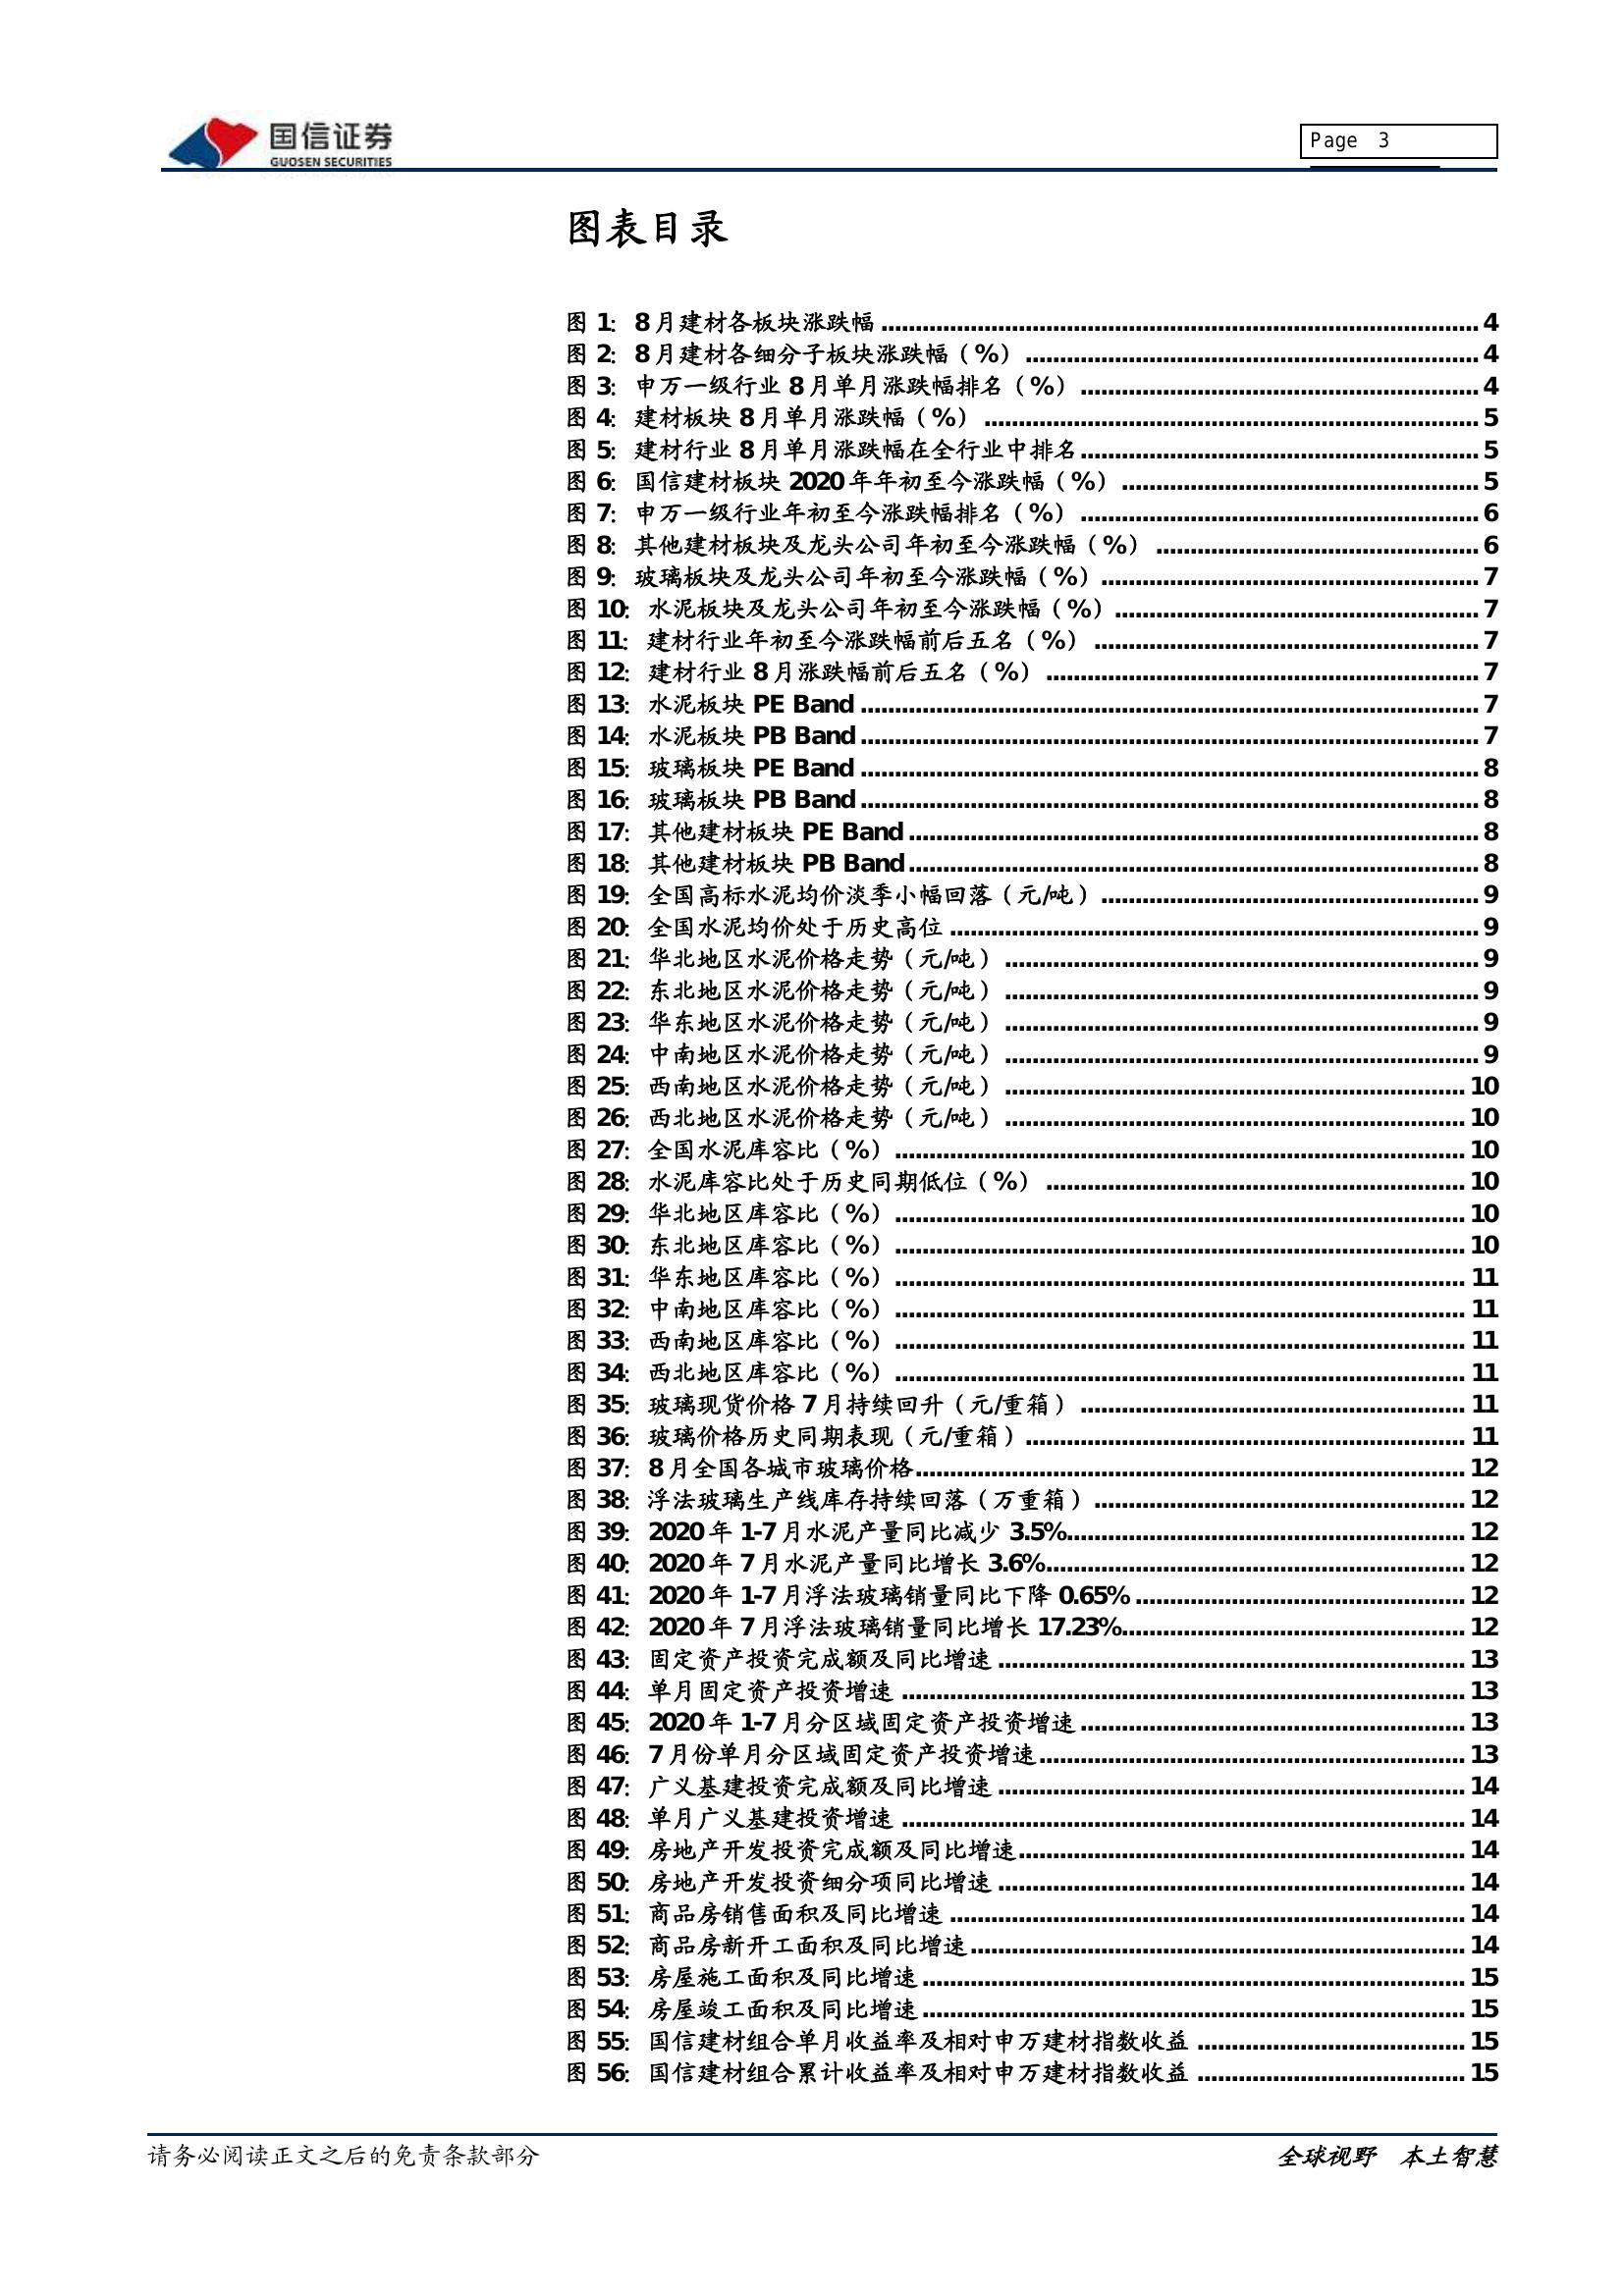 国信证券
GUOSEN SECURITIES
Page 3
图表目录
图 1: 8月建材各板块涨跌幅 4
图 2: 8月建材各细分子板块涨跌幅(%) 4
图 3: 申万一级行业8月单月涨跌幅排名(%) 4
图 4: 建材板块8月单月涨跌幅(%) 5
图 5: 建材行业8月单月涨跌幅在全行业中排名 5
图 6: 国信建材板块2020年年初至今涨跌幅(%) 5
图 7: 申万一级行业年初至今涨跌幅排名(%) 6
图 8: 其他建材板块及龙头公司年初至今涨跌幅(%) 6
图 9: 玻璃板块及龙头公司年初至今涨跌幅(%) 7
图 10: 水泥板块及龙头公司年初至今涨跌幅(%) 7
图 11: 建材行业年初至今涨跌幅前后五名(%) 7
图 12: 建材行业8月涨跌幅前后五名(%) 7
图 13: 水泥板块 PE Band 7
图 14: 水泥板块 PB Band 7
图 15: 玻璃板块 PE Band 8
图 16: 玻璃板块 PB Band 8
图 17: 其他建材板块 PE Band 8
图 18: 其他建材板块 PB Band 8
图 19: 全国高标水泥均价淡季小幅回落(元/吨) 9
图 20: 全国水泥均价处于历史高位 9
图 21: 华北地区水泥价格走势(元/吨) 9
图 22: 东北地区水泥价格走势(元/吨) 9
图 23: 华东地区水泥价格走势(元/吨) 9
图 24: 中南地区水泥价格走势(元/吨) 9
图 25: 西南地区水泥价格走势(元/吨) 10
图 26: 西北地区水泥价格走势(元/吨) 10
图 27: 全国水泥库容比(%) 10
图 28: 水泥库容比处于历史同期低位(%) 10
图 29: 华北地区库容比(%) 10
图 30: 东北地区库容比(%) 10
图 31: 华东地区库容比(%) 11
图 32: 中南地区库容比(%) 11
图 33: 西南地区库容比(%) 11
图 34: 西北地区库容比(%) 11
图 35: 玻璃现货价格7月持续回升(元/重箱) 11
图 36: 玻璃价格历史同期表现(元/重箱) 11
图 37: 8月全国各城市玻璃价格 12
图 38: 浮法玻璃生产线库存持续回落(万重箱) 12
图 39: 2020年1-7月水泥产量同比减少3.5% 12
图 40: 2020年7月水泥产量同比增长3.6% 12
图 41: 2020年1-7月浮法玻璃销量同比下降0.65% 12
图 42: 2020年7月浮法玻璃销量同比增长17.23% 12
图 43: 固定资产投资完成额及同比增速 13
图 44: 单月固定资产投资增速 13
图 45: 2020年1-7月分区域固定资产投资增速 13
图 46: 7月份单月分区域固定资产投资增速 13
图 47: 广义基建投资完成额及同比增速 14
图 48: 单月广义基建投资增速 14
图 49: 房地产开发投资完成额及同比增速 14
图 50: 房地产开发投资细分项同比增速 14
图 51: 商品房销售面积及同比增速 14
图 52: 商品房新开工面积及同比增速 14
图 53: 房屋施工面积及同比增速 15
图 54: 房屋竣工面积及同比增速 15
图 55: 国信建材组合单月收益率及相对申万建材指数收益 15
图 56: 国信建材组合累计收益率及相对申万建材指数收益 15
请务必阅读正文之后的免责条款部分
全球视野 本土智慧